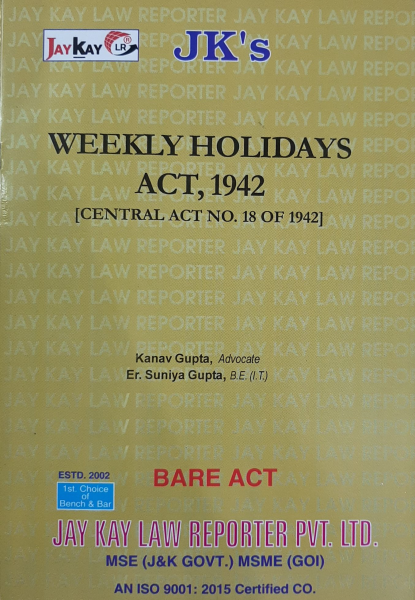 JAYKAY LR®
JK's
WEEKLY HOLIDAYS
ACT, 1942
[CENTRAL ACT NO. 18 OF 1942]
Kanav Gupta, Advocate
Er. Suniya Gupta, B.E. (I.T.)
ESTD. 2002
1st. Choice
of
Bench & Bar
BARE ACT
JAY KAY LAW REPORTER PVT. LTD.
MSE (J&K GOVT.) MSME (GOI)
AN ISO 9001: 2015 Certified CO.